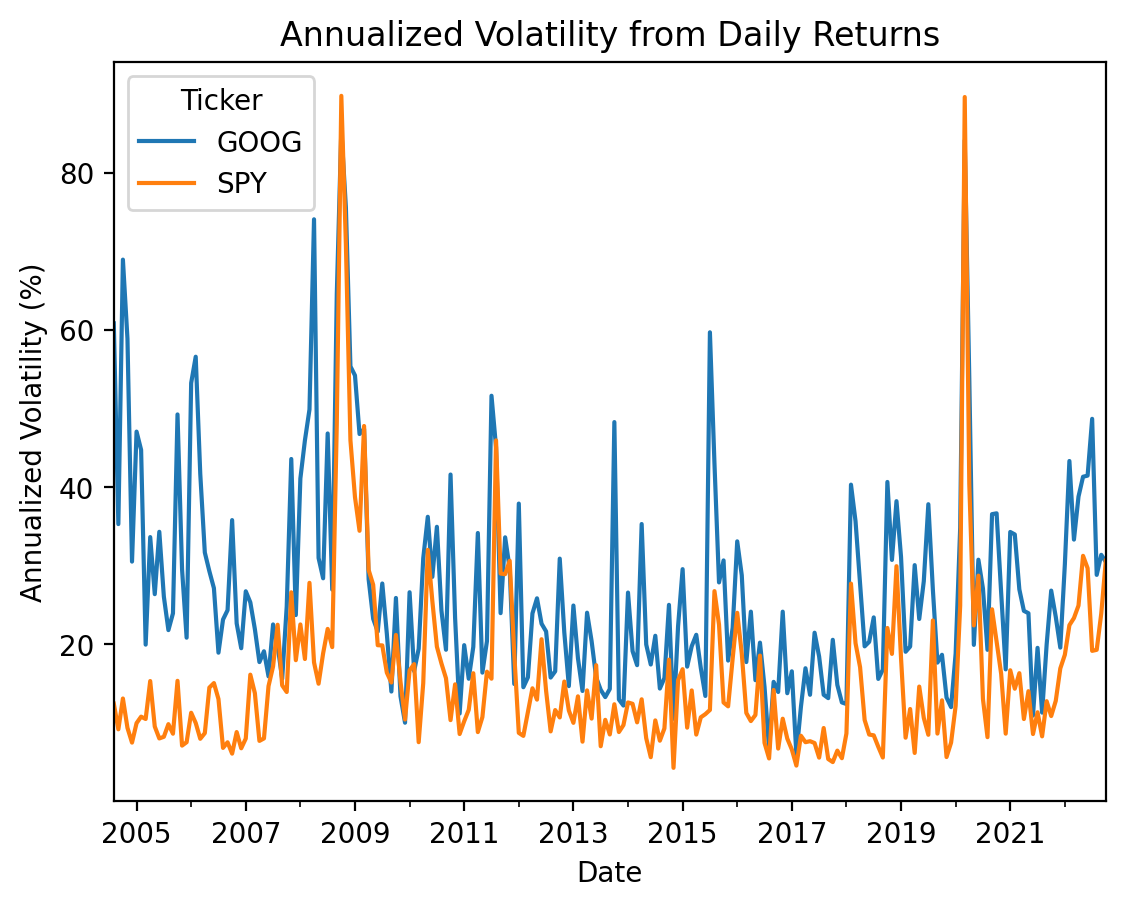 Annualized Volatility from Daily Returns
Ticker
GOOG
SPY
Annualized Volatility (%)
80
60
40
20
2005 2007 2009 2011 2013 2015 2017 2019 2021
Date